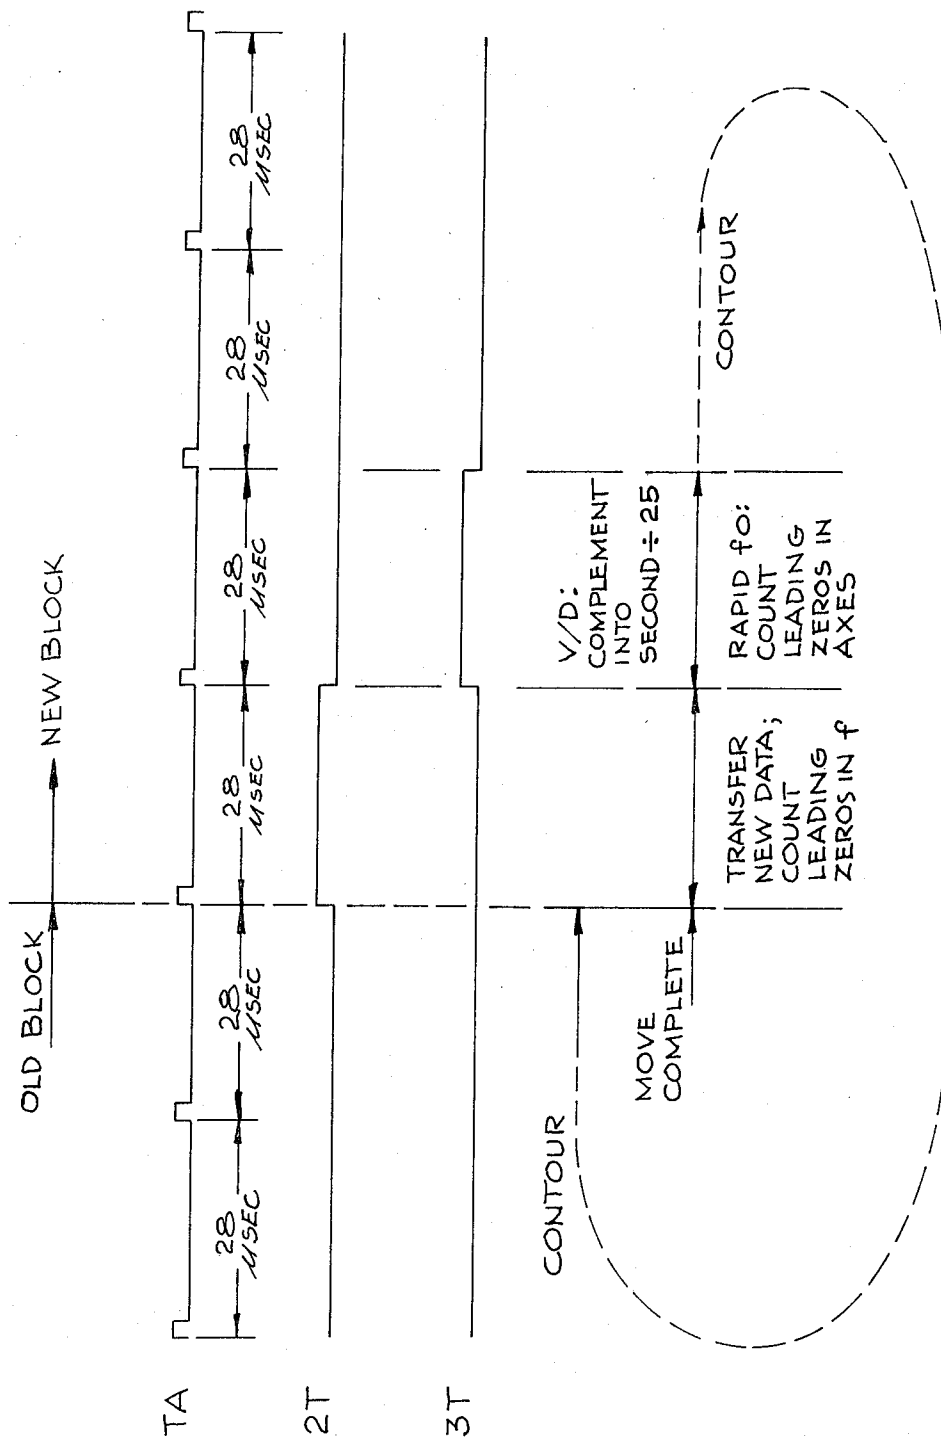 OLD BLOCK
NEW BLOCK
TA
28
µSEC
28
µSEC
28
µSEC
28
µSEC
28
µSEC
28
µSEC
2T
3T
CONTOUR
MOVE
COMPLETE
V/D:
COMPLEMENT
INTO
SECOND ÷ 25
CONTOUR
TRANSFER
NEW DATA;
COUNT
LEADING
ZEROS IN f
RAPID fO:
COUNT
LEADING
ZEROS IN
AXES